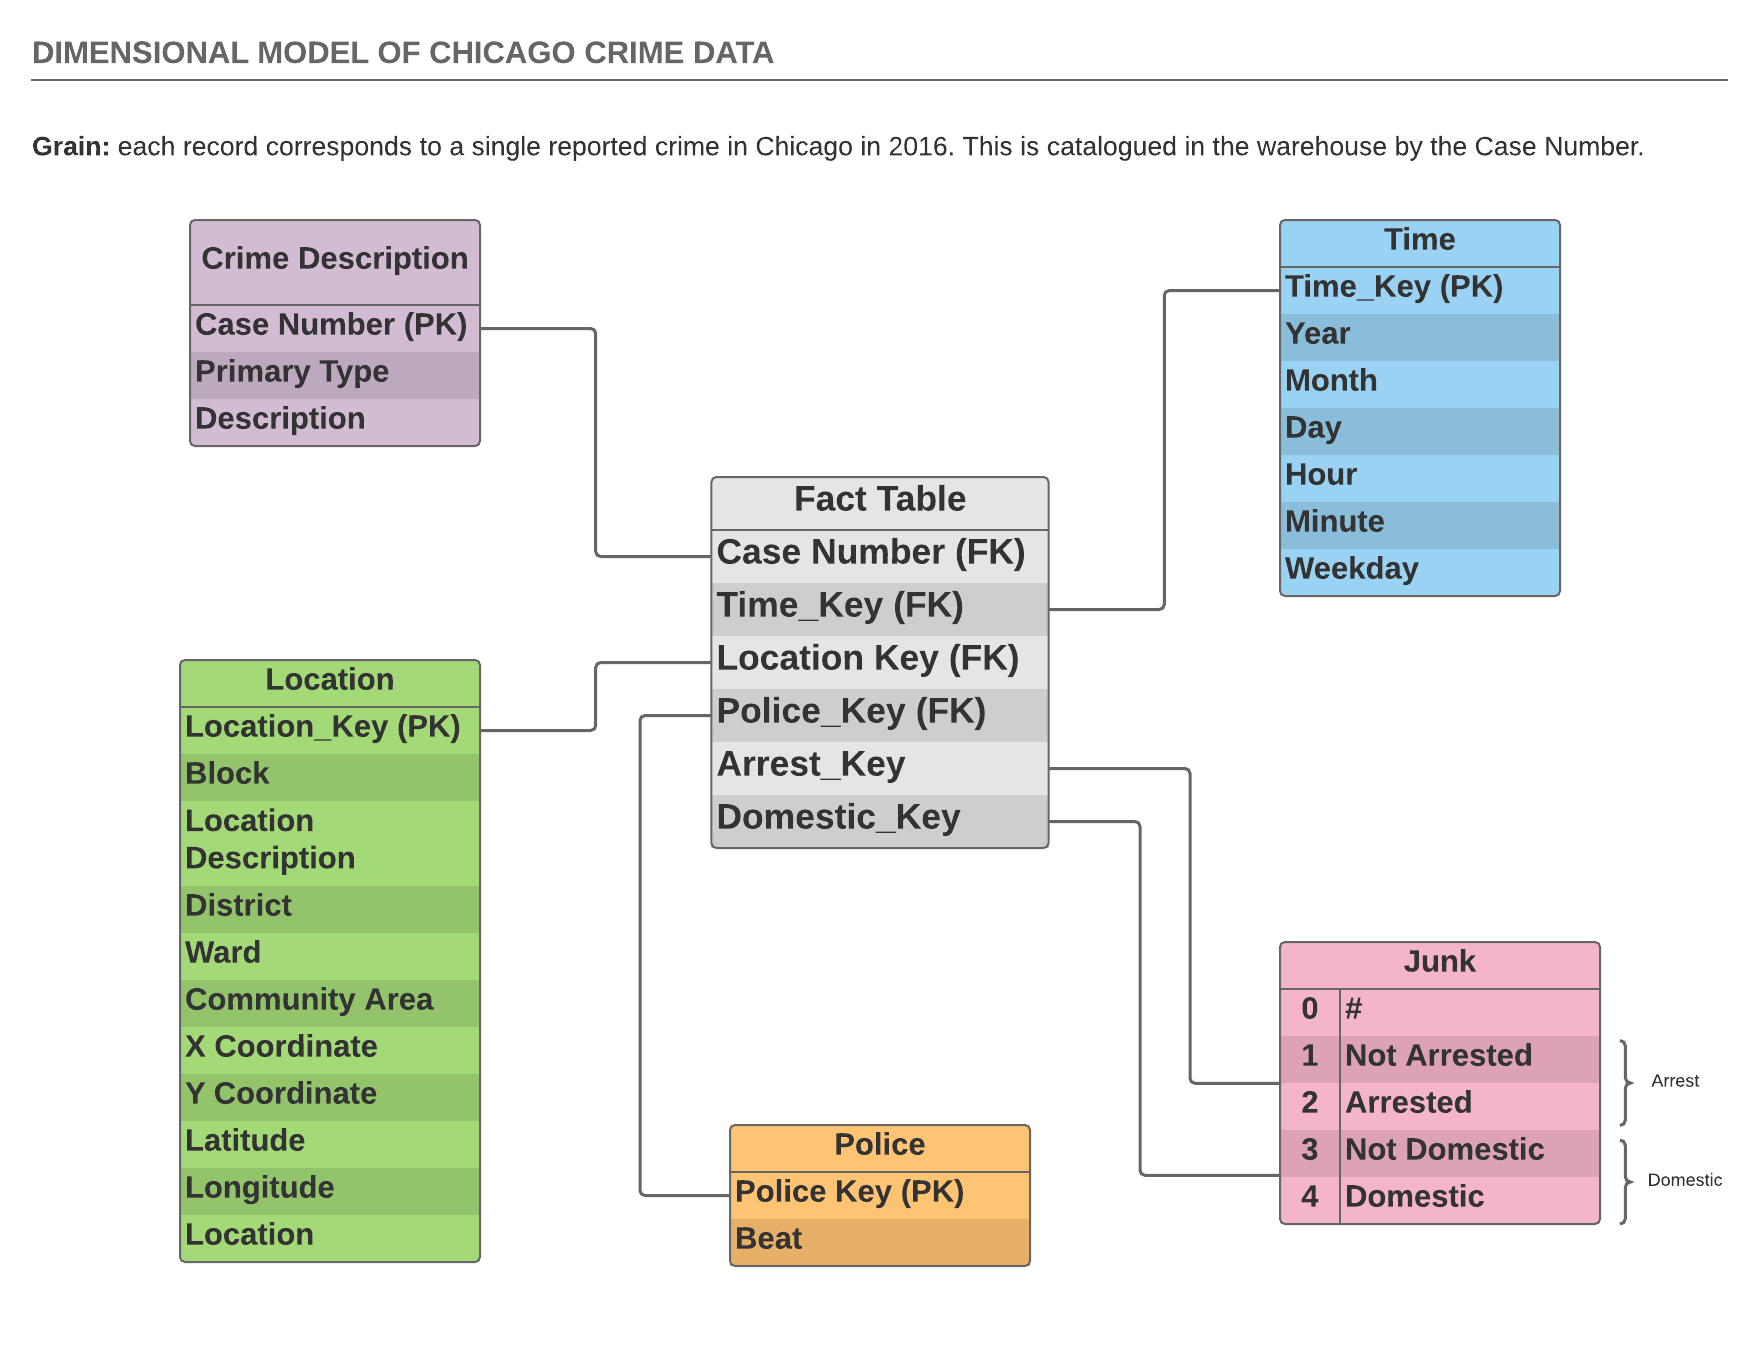 DIMENSIONAL MODEL OF CHICAGO CRIME DATA
Grain: each record corresponds to a single reported crime in Chicago in 2016. This is catalogued in the warehouse by the Case Number.
Crime Description
Case Number (PK)
Primary Type
Description
Time
Time_Key (PK)
Year
Month
Day
Hour
Minute
Weekday
Fact Table
Case Number (FK)
Time_Key (FK)
Location Key (FK)
Police_Key (FK)
Arrest_Key
Domestic_Key
Location
Location_Key (PK)
Block
Location
Description
District
Ward
Community Area
X Coordinate
Y Coordinate
Latitude
Longitude
Location
Police
Police Key (PK)
Beat
Junk
0 #
1 Not Arrested
2 Arrested
3 Not Domestic
4 Domestic
Arrest
Domestic